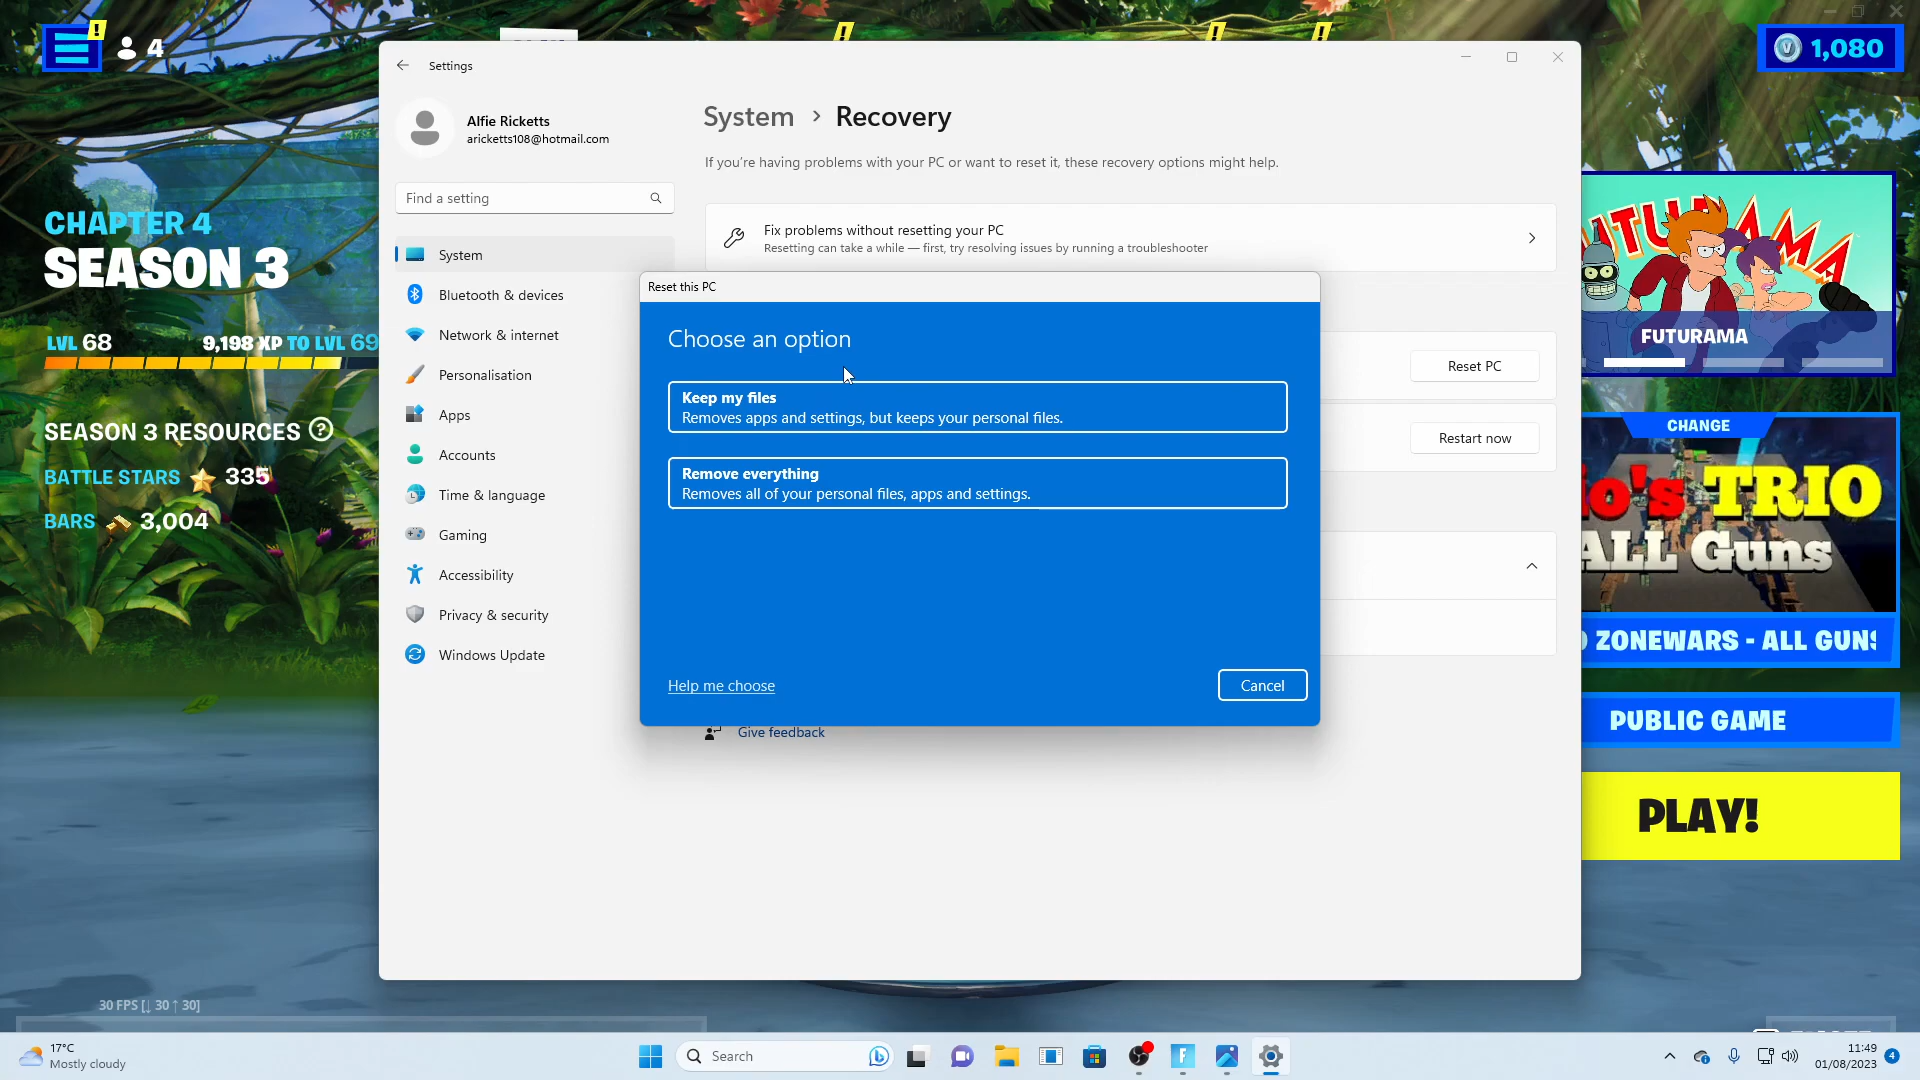 4
1,080
Settings
Alfie Ricketts
aricketts108@hotmail.com
Find a setting
System
Bluetooth & devices
Network & internet
Personalisation
Apps
Accounts
Time & language
Gaming
Accessibility
Privacy & security
Windows Update
System > Recovery
If you're having problems with your PC or want to reset it, these recovery options might help.
Fix problems without resetting your PC
Resetting can take a while — first, try resolving issues by running a troubleshooter
Reset PC
Restart now
Give feedback
Reset this PC
Choose an option
Keep my files
Removes apps and settings, but keeps your personal files.
Remove everything
Removes all of your personal files, apps and settings.
Help me choose
Cancel
CHAPTER 4
SEASON 3
LVL 68
9,198 XP TO LVL 69
SEASON 3 RESOURCES ?
BATTLE STARS 335
BARS 3,004
FUTURAMA
CHANGE
TRIO
ALL Guns
ZONEWARS - ALL GUNS
PUBLIC GAME
PLAY!
30 FPS [↓ 30 ↑ 30]
17°C
Mostly cloudy
Search
11:49
01/08/2023
4